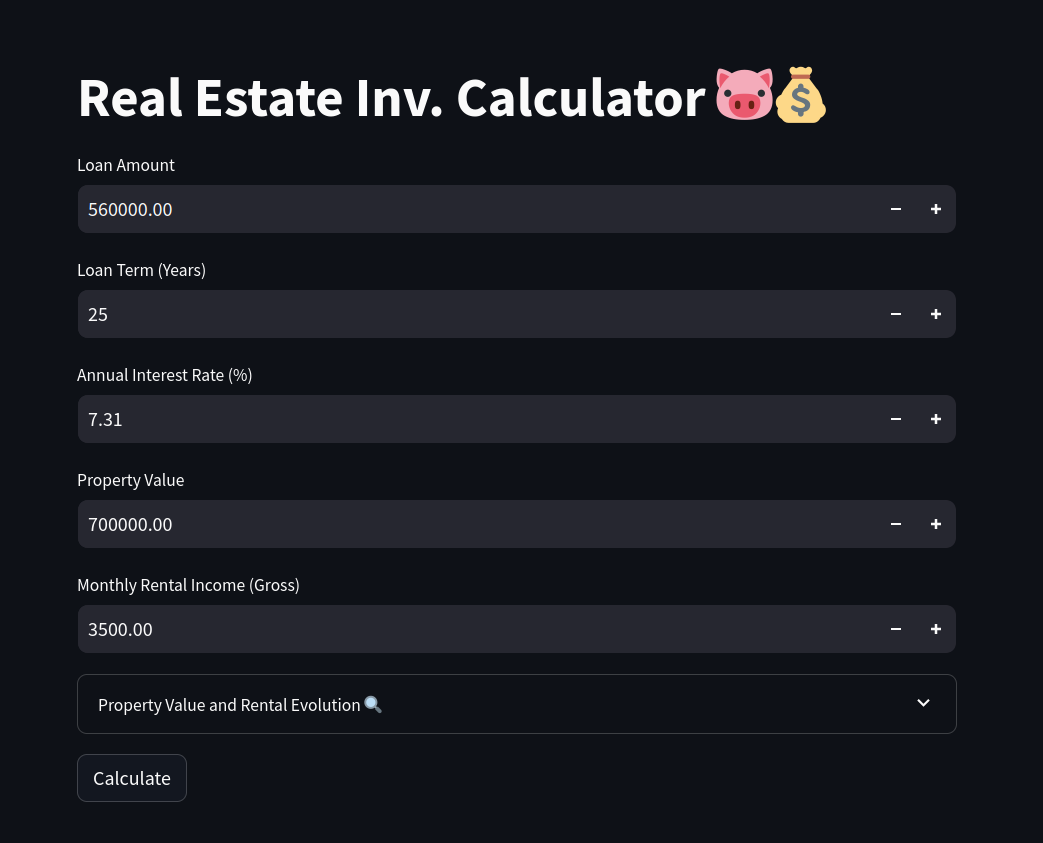 Real Estate Inv. Calculator
Loan Amount
560000.00
Loan Term (Years)
25
Annual Interest Rate (%)
7.31
Property Value
700000.00
Monthly Rental Income (Gross)
3500.00
Property Value and Rental Evolution
Calculate